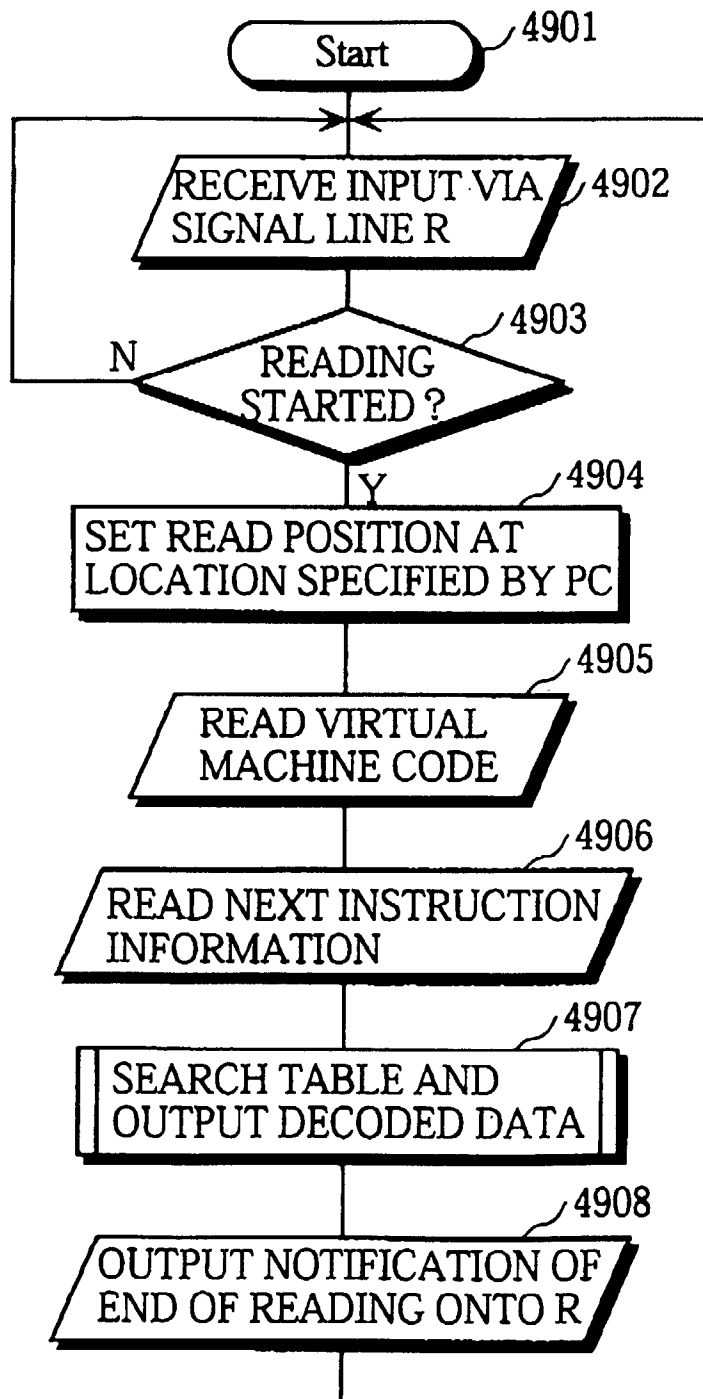 Start
4901
RECEIVE INPUT VIA
SIGNAL LINE R
4902
4903
N
READING
STARTED ?
Y
4904
SET READ POSITION AT
LOCATION SPECIFIED BY PC
4905
READ VIRTUAL
MACHINE CODE
4906
READ NEXT INSTRUCTION
INFORMATION
4907
SEARCH TABLE AND
OUTPUT DECODED DATA
4908
OUTPUT NOTIFICATION OF
END OF READING ONTO R